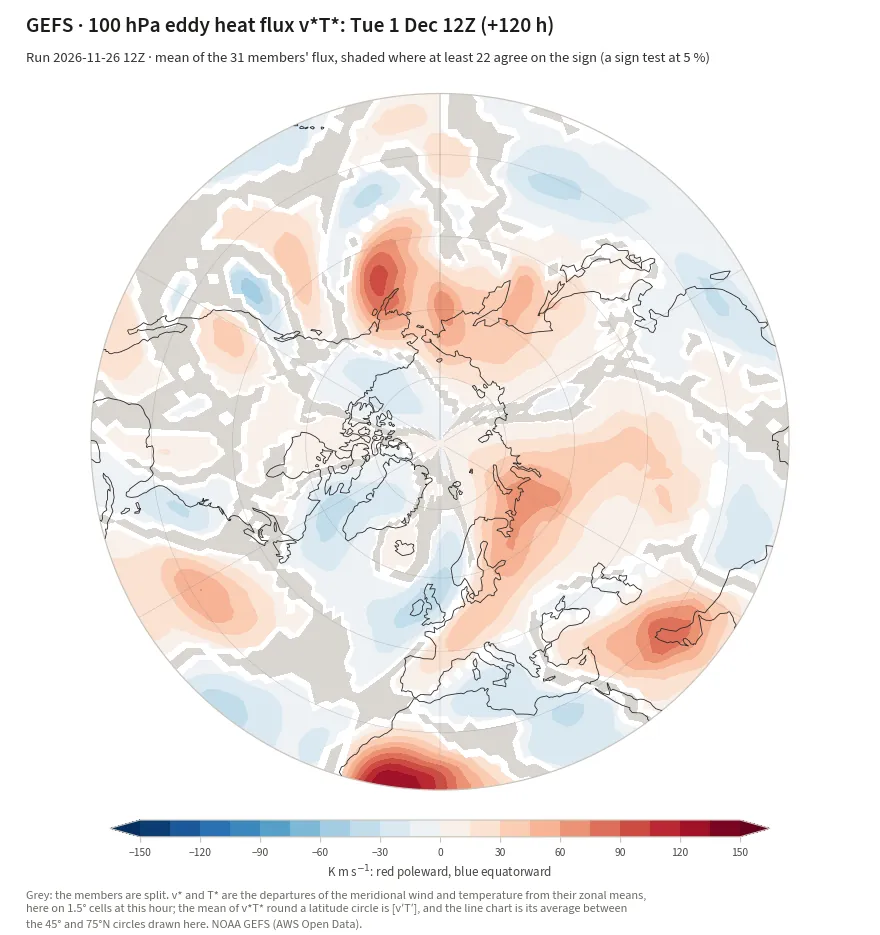 GEFS · 100 hPa eddy heat flux v*T*: Tue 1 Dec 12Z (+120 h)
Run 2026-11-26 12Z · mean of the 31 members' flux, shaded where at least 22 agree on the sign (a sign test at 5 %)
−150 −120 −90 −60 −30 0 30 60 90 120 150
K m s⁻¹: red poleward, blue equatorward
Grey: the members are split. v* and T* are the departures of the meridional wind and temperature from their zonal means,
here on 1.5° cells at this hour; the mean of v*T* round a latitude circle is [v′T′], and the line chart is its average between
the 45° and 75°N circles drawn here. NOAA GEFS (AWS Open Data).